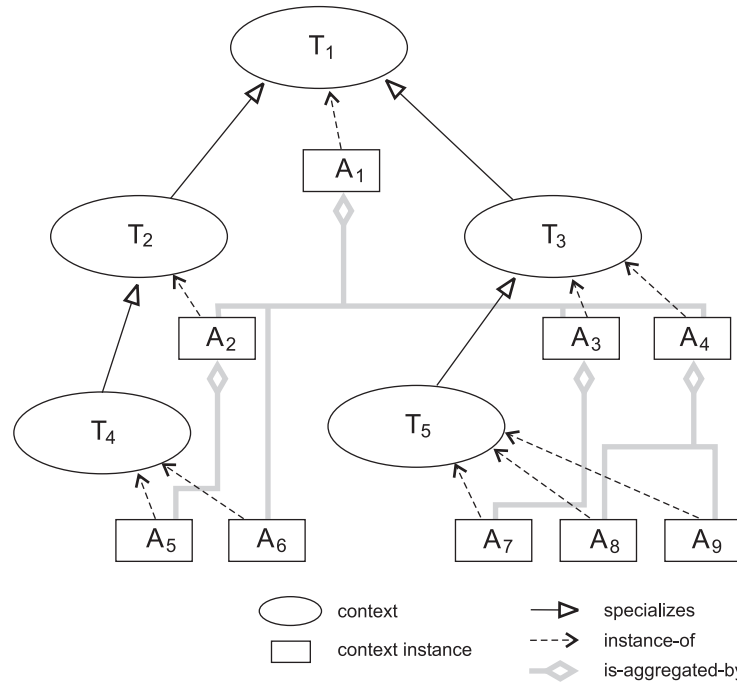 T1
A1
T2
T3
A2
A3
A4
T4
T5
A5
A6
A7
A8
A9
context
specializes
context instance
instance-of
is-aggregated-by